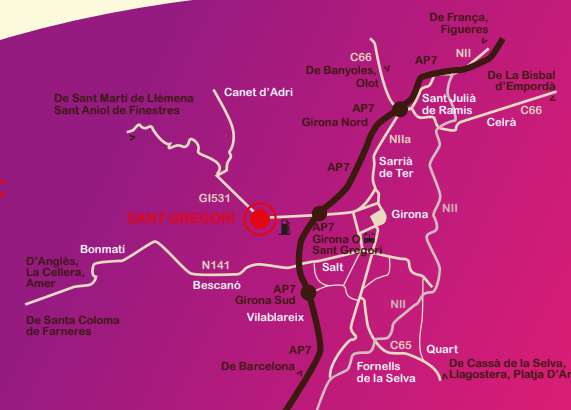 De França,
Figueres
NII
C66
AP7
De Banyoles,
Olot
De La Bisbal
d'Empordà
Canet d'Adri
De Sant Martí de Llémena
Sant Aniol de Finestres
AP7
Girona Nord
Sant Julià
de Ramis
C66
Celrà
NIIa
AP7
Sarrià
de Ter
GI531
SANT GREGORI
Girona
NII
AP7
Girona O
Sant Gregori
Bonmatí
D'Anglès,
La Cellera,
Amer
N141
Salt
Bescanó
AP7
Girona Sud
NII
De Santa Coloma
de Farners
Vilablareix
AP7
C65
Quart
De Barcelona
Fornells
de la Selva
De Cassà de la Selva,
Llagostera, Platja